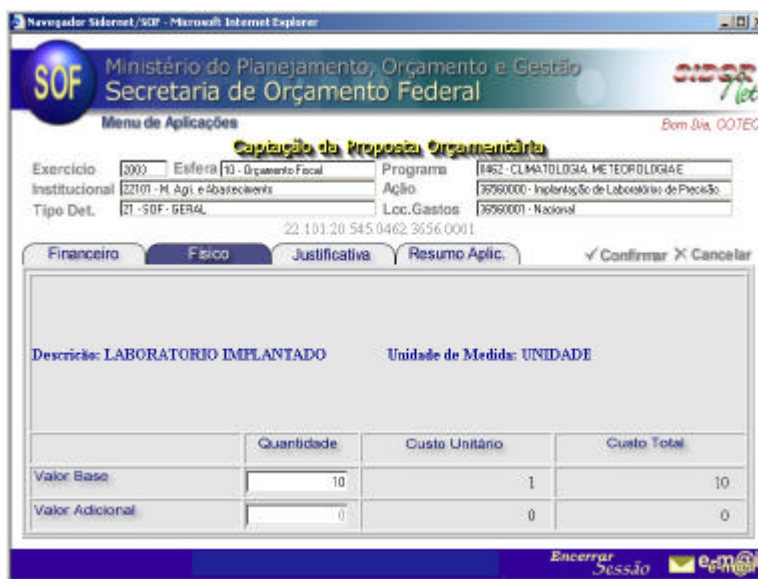 Navegador Sidornet/SOF - Microsoft Internet Explorer
SOF
Ministério do Planejamento, Orçamento e Gestão
Secretaria de Orçamento Federal
SIDOR
Net
Menu de Aplicações
Bom Dia, COTEC
Captação da Proposta Orçamentária
Exercício 2003 Esfera 10 - Orçamento Fiscal Programa 0462 - CLIMATOLOGIA, METEOROLOGIA E
Institucional 22101 - M. Agri. e Abastecimento Ação 36560000 - Implantação de Laboratórios de Precisão
Tipo Det. 21 - SOF - GERAL Loc.Gastos 36560001 - Nacional
22.101.20.545.0462.3656.0001
Financeiro Físico Justificativa Resumo Aplic. Confirmar Cancelar
Descrição: LABORATORIO IMPLANTADO Unidade de Medida: UNIDADE
Quantidade Custo Unitário Custo Total
Valor Base 10 1 10
Valor Adicional 0 0 0
Encerrar Sessão e-m@il